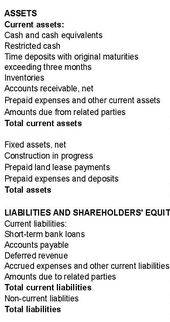 ASSETS
Current assets:
Cash and cash equivalents
Restricted cash
Time deposits with original maturities
exceeding three months
Inventories
Accounts receivable, net
Prepaid expenses and other current assets
Amounts due from related parties
Total current assets
Fixed assets, net
Construction in progress
Prepaid land lease payments
Prepaid expenses and deposits
Total assets
LIABILITIES AND SHAREHOLDERS' EQUIT
Current liabilities:
Short-term bank loans
Accounts payable
Deferred revenue
Accrued expenses and other current liabilities
Amounts due to related parties
Total current liabilities
Non-current liablities
Total liabilities